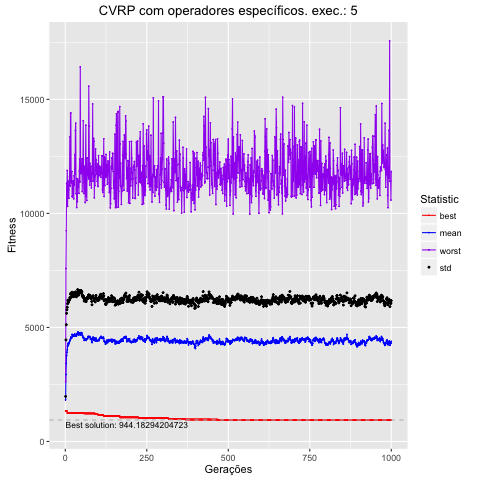 CVRP com operadores específicos. exec.: 5
Fitness
15000
10000
5000
0
Best solution: 944.18294204723
0
250
500
750
1000
Gerações
Statistic
best
mean
worst
std